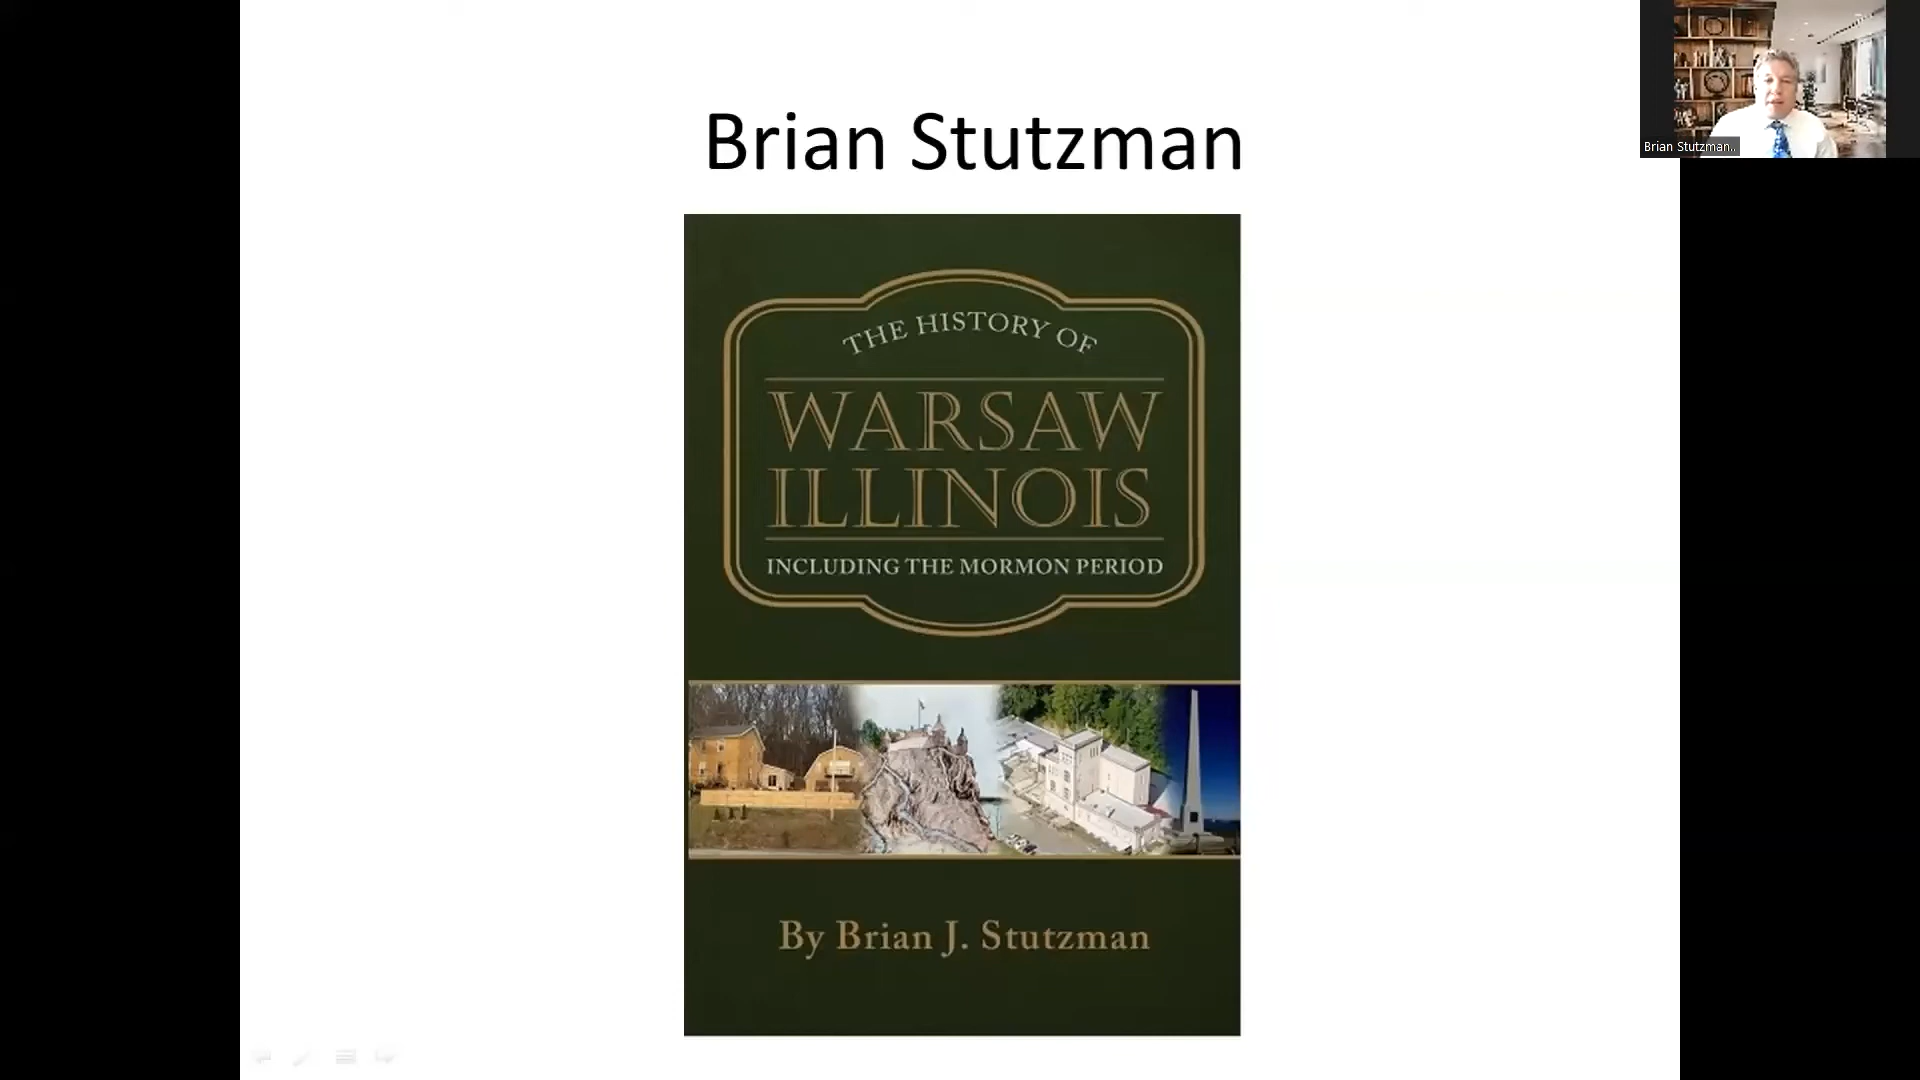 Brian Stutzman
Brian Stutzman..
THE HISTORY OF
WARSAW
ILLINOIS
INCLUDING THE MORMON PERIOD
By Brian J. Stutzman